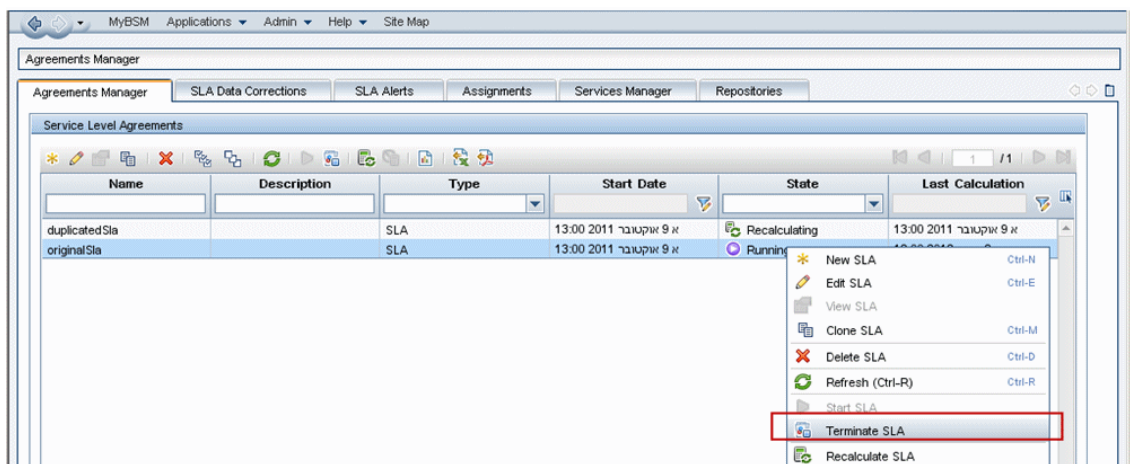 MyBSM Applications Admin Help Site Map
Agreements Manager
Agreements Manager SLA Data Corrections SLA Alerts Assignments Services Manager Repositories
Service Level Agreements
1 /1
Name Description Type Start Date State Last Calculation
duplicatedSla SLA א 9 אוקטובר 2011 13:00 Recalculating א 9 אוקטובר 2011 13:00
originalSla SLA א 9 אוקטובר 2011 13:00 Running
New SLA Ctrl-N
Edit SLA Ctrl-E
View SLA
Clone SLA Ctrl-M
Delete SLA Ctrl-D
Refresh (Ctrl-R) Ctrl-R
Start SLA
Terminate SLA
Recalculate SLA